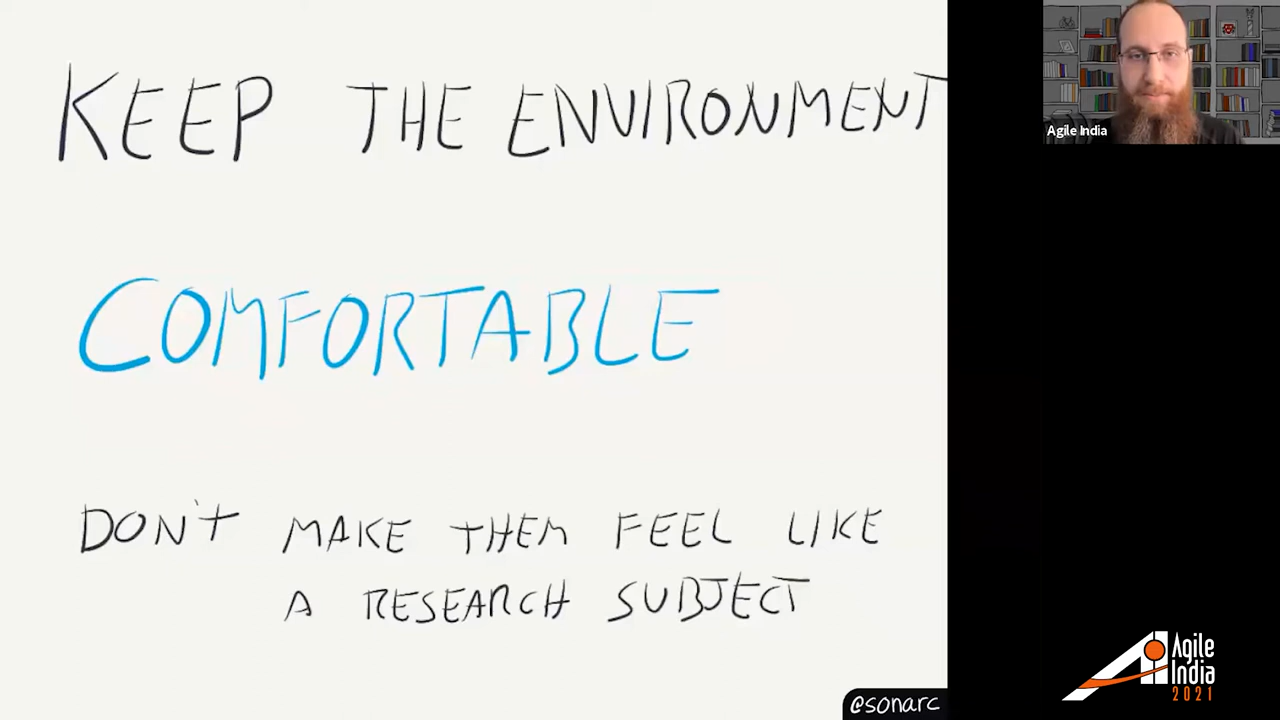 KEEP THE ENVIRONMENT
COMFORTABLE
DON'T MAKE THEM FEEL LIKE
A RESEARCH SUBJECT
@sonarc
Agile India
Agile
India
2021